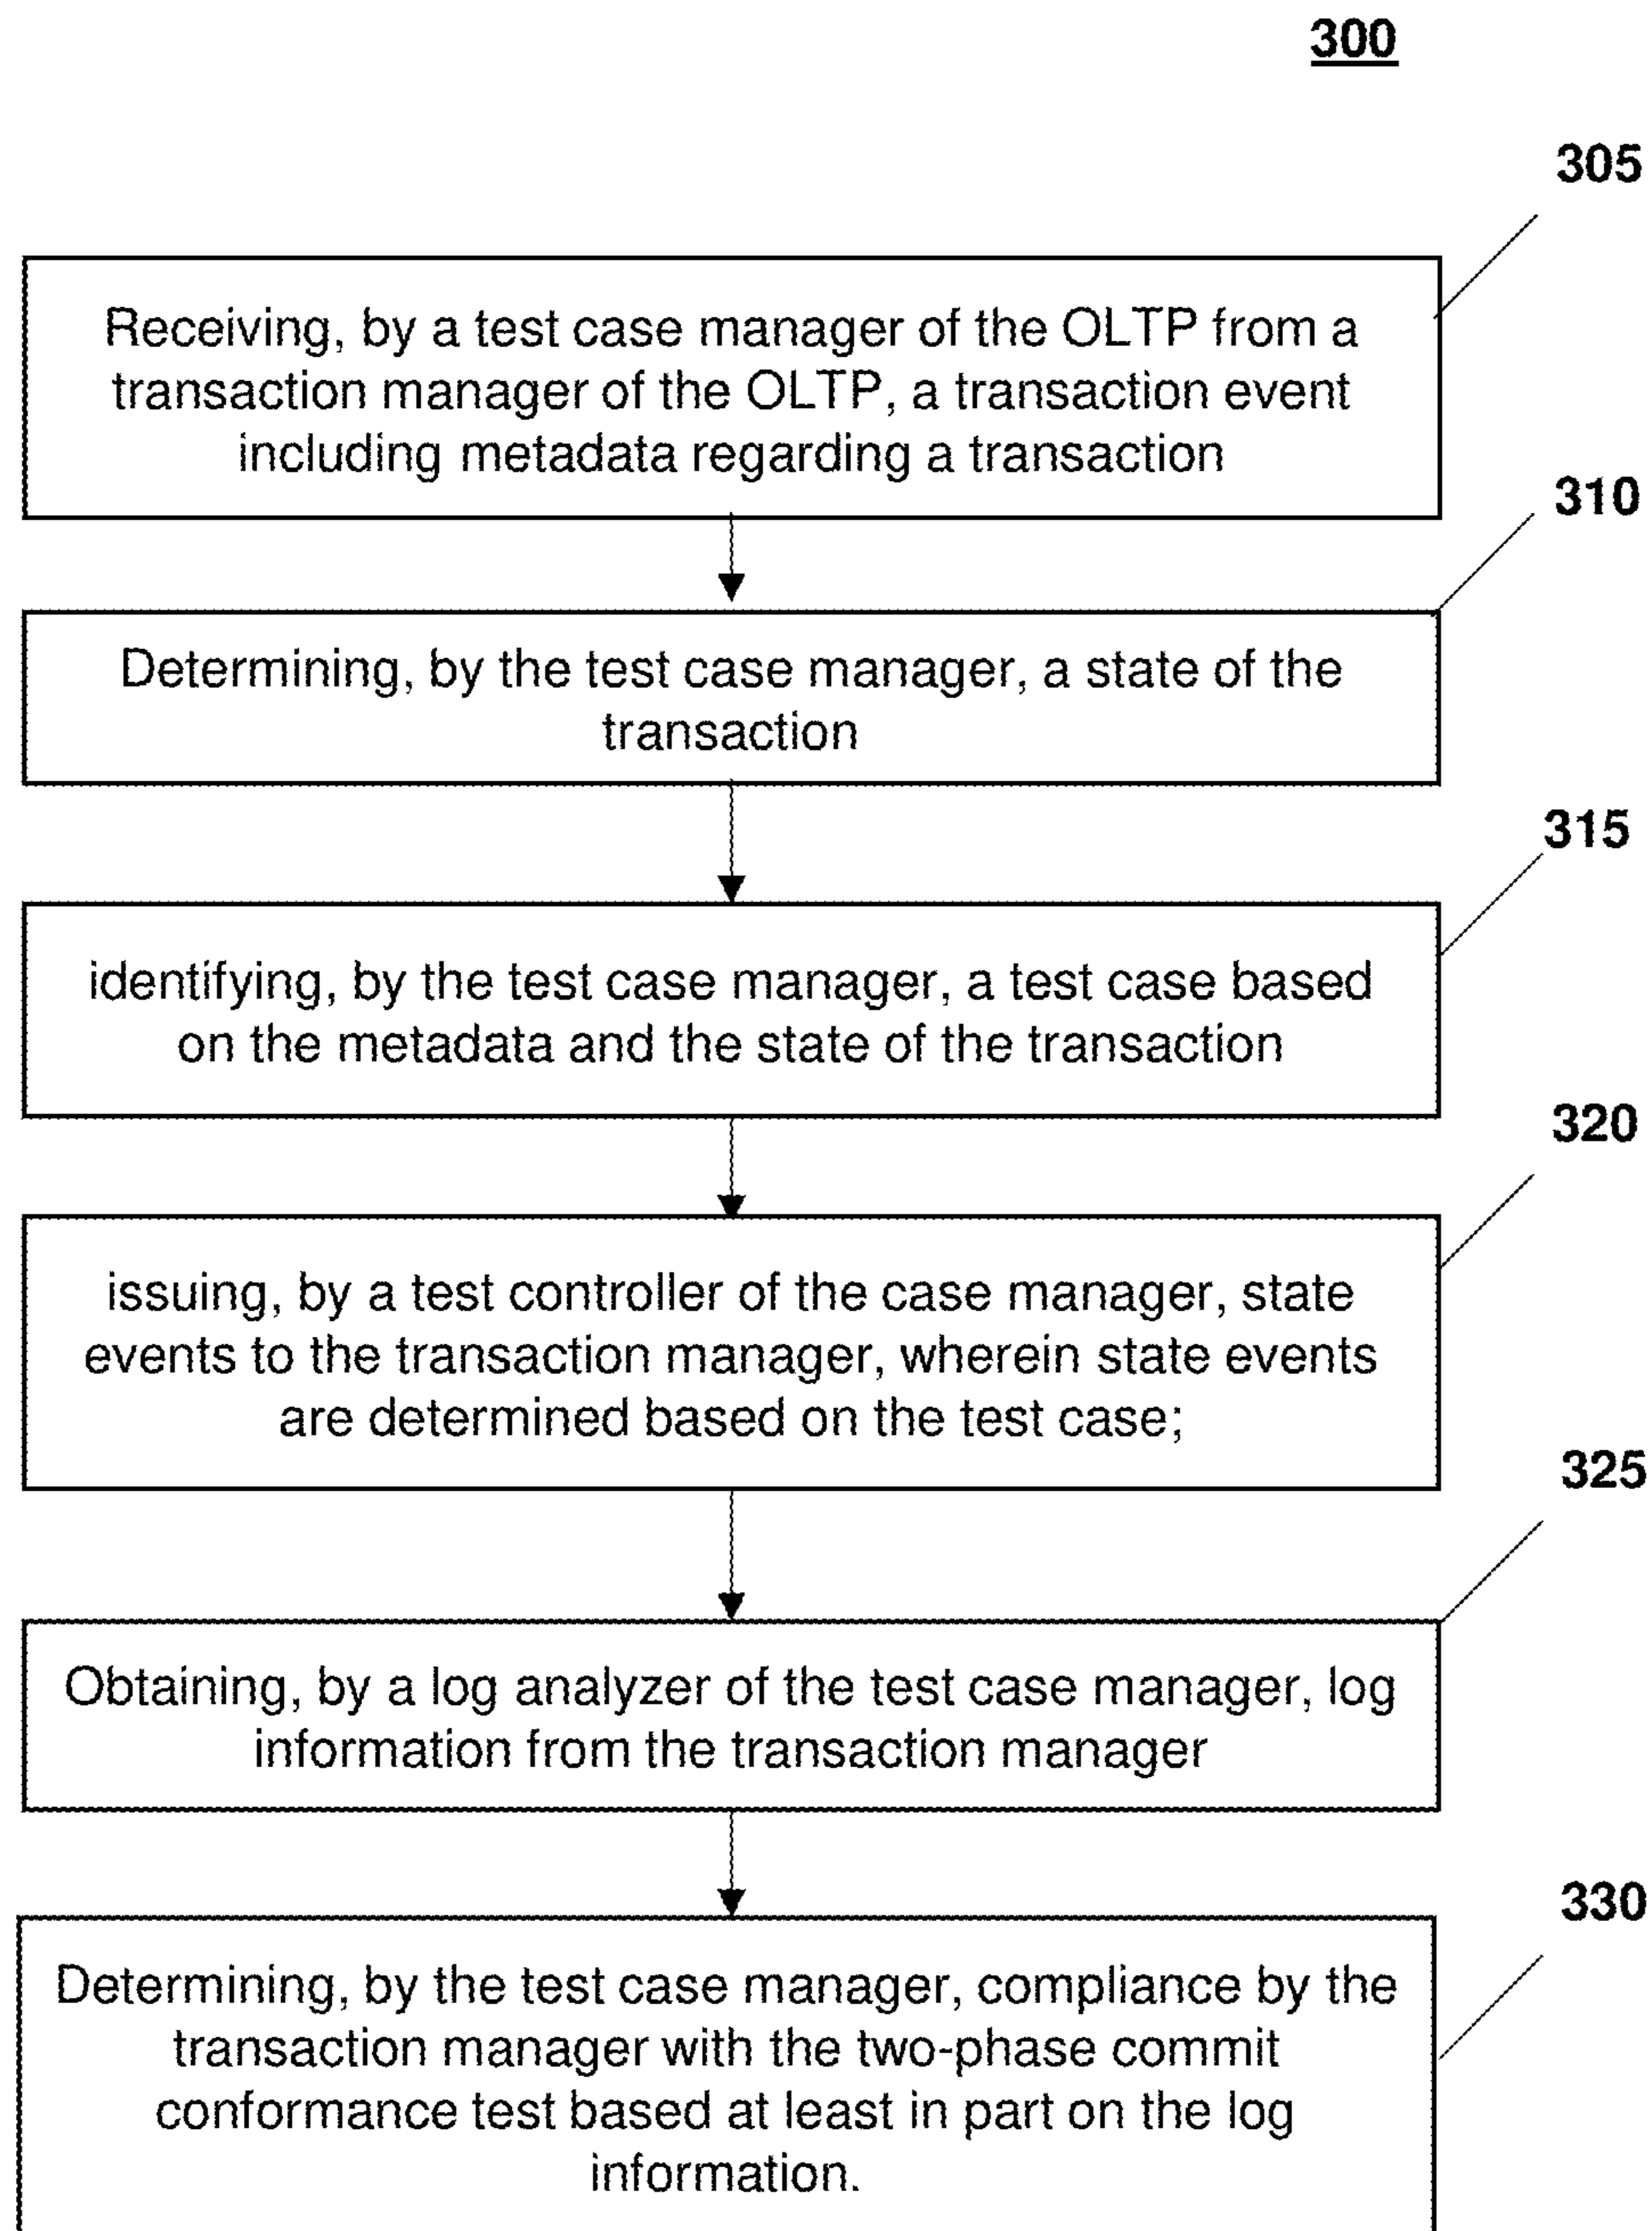 300
305
Receiving, by a test case manager of the OLTP from a
transaction manager of the OLTP, a transaction event
including metadata regarding a transaction
310
Determining, by the test case manager, a state of the
transaction
315
identifying, by the test case manager, a test case based
on the metadata and the state of the transaction
320
issuing, by a test controller of the case manager, state
events to the transaction manager, wherein state events
are determined based on the test case;
325
Obtaining, by a log analyzer of the test case manager, log
information from the transaction manager
330
Determining, by the test case manager, compliance by the
transaction manager with the two-phase commit
conformance test based at least in part on the log
information.